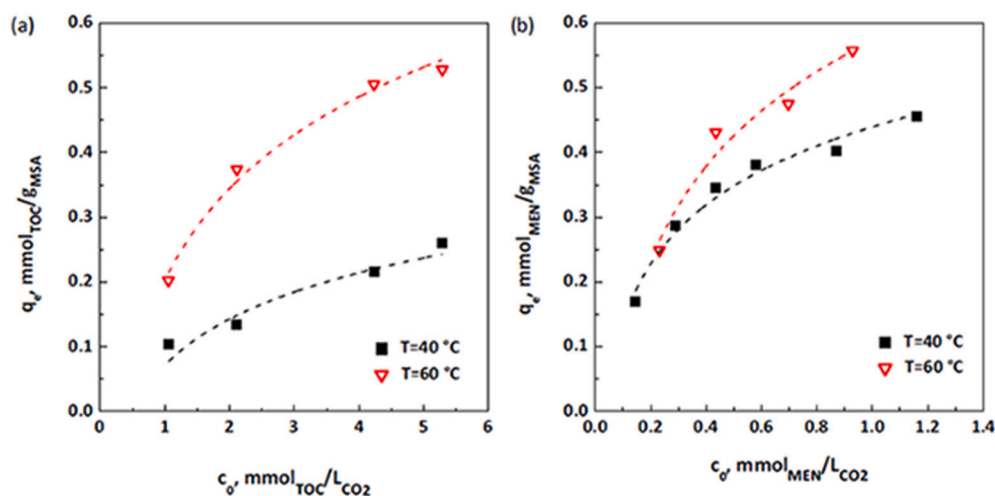 (a)
0.6
0.5
0.4
0.3
0.2
0.1
0.0
qe, mmolTOC/gMSA
T=40 °C
T=60 °C
0 1 2 3 4 5 6
co, mmolTOC/LCO2
(b)
0.6
0.5
0.4
0.3
0.2
0.1
0.0
qe, mmolMEN/gMSA
T=40 °C
T=60 °C
0.0 0.2 0.4 0.6 0.8 1.0 1.2 1.4
co, mmolMEN/LCO2